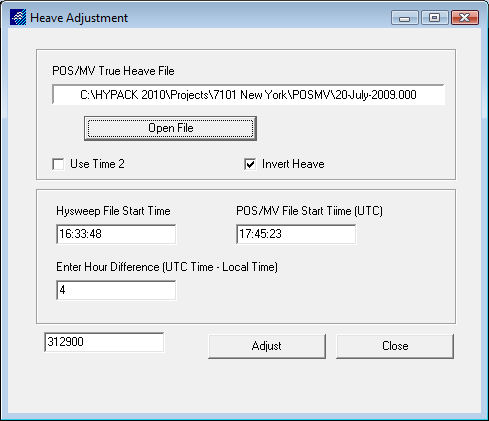 Heave Adjustment
POS/MV True Heave File
C:\HYPACK 2010\Projects\7101 New York\POSMV\20-July-2009.000
Open File
Use Time 2 Invert Heave
Hysweep File Start Time POS/MV File Start Tiime (UTC)
16:33:48 17:45:23
Enter Hour Difference (UTC Time - Local Time)
4
312900 Adjust Close